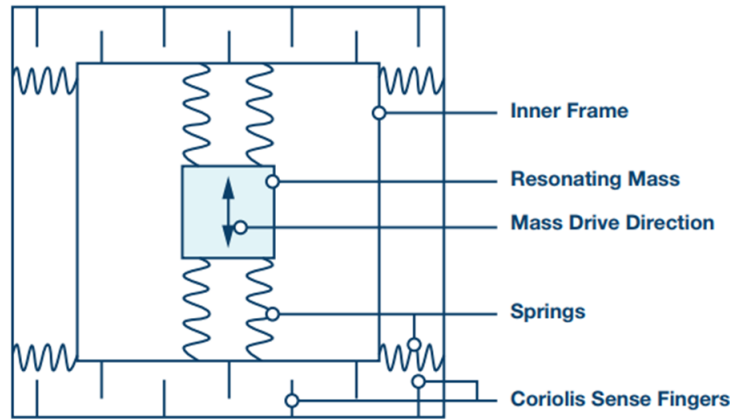 Inner Frame
Resonating Mass
Mass Drive Direction
Springs
Coriolis Sense Fingers